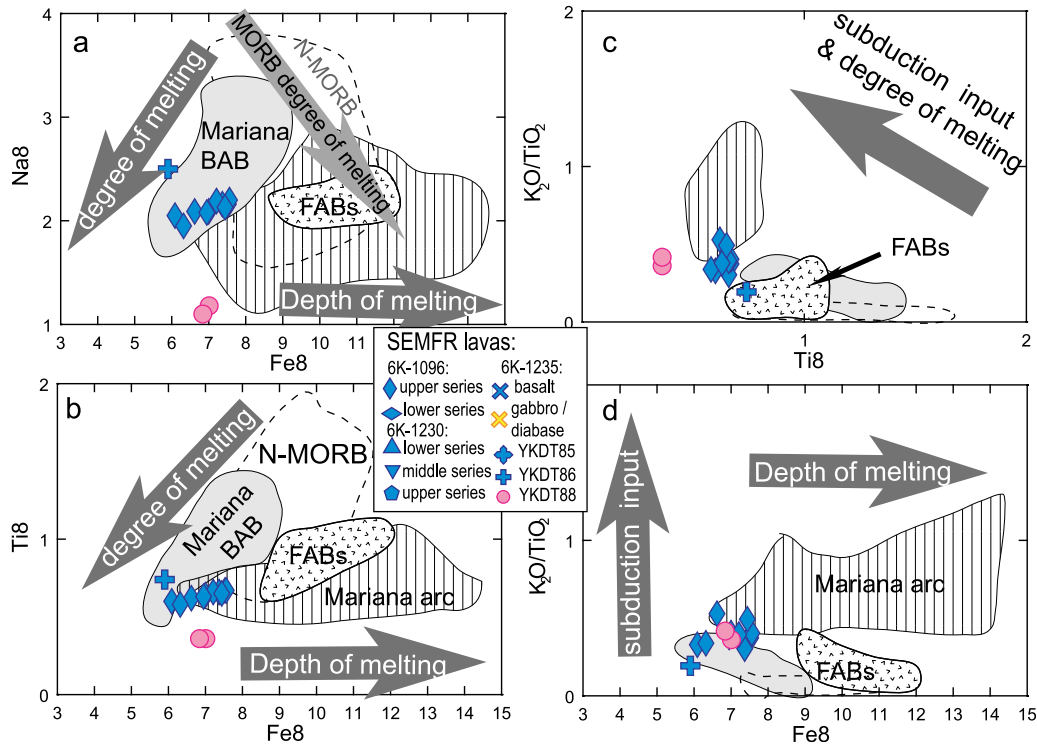 a
4
3
2
1
Na8
degree of melting
MORB degree of melting
N-MORB
Mariana
BAB
FABs
Depth of melting
3 4 5 6 7 8 9 10 11 12 13 14 15
Fe8
c
2
1
0
K2O/TiO2
subduction input
& degree of melting
FABs
1 2
Ti8
SEMFR lavas:
6K-1096:
upper series
lower series
6K-1230:
lower series
middle series
upper series
6K-1235:
basalt
gabbro /
diabase
YKDT85
YKDT86
YKDT88
b
2
1
0
Ti8
degree of melting
N-MORB
Mariana
BAB
FABs
Mariana arc
Depth of melting
3 4 5 6 7 8 9 10 11 12 13 14 15
Fe8
d
2
1
0
K2O/TiO2
subduction input
Depth of melting
Mariana arc
FABs
3 4 5 6 7 8 9 10 11 12 13 14 15
Fe8